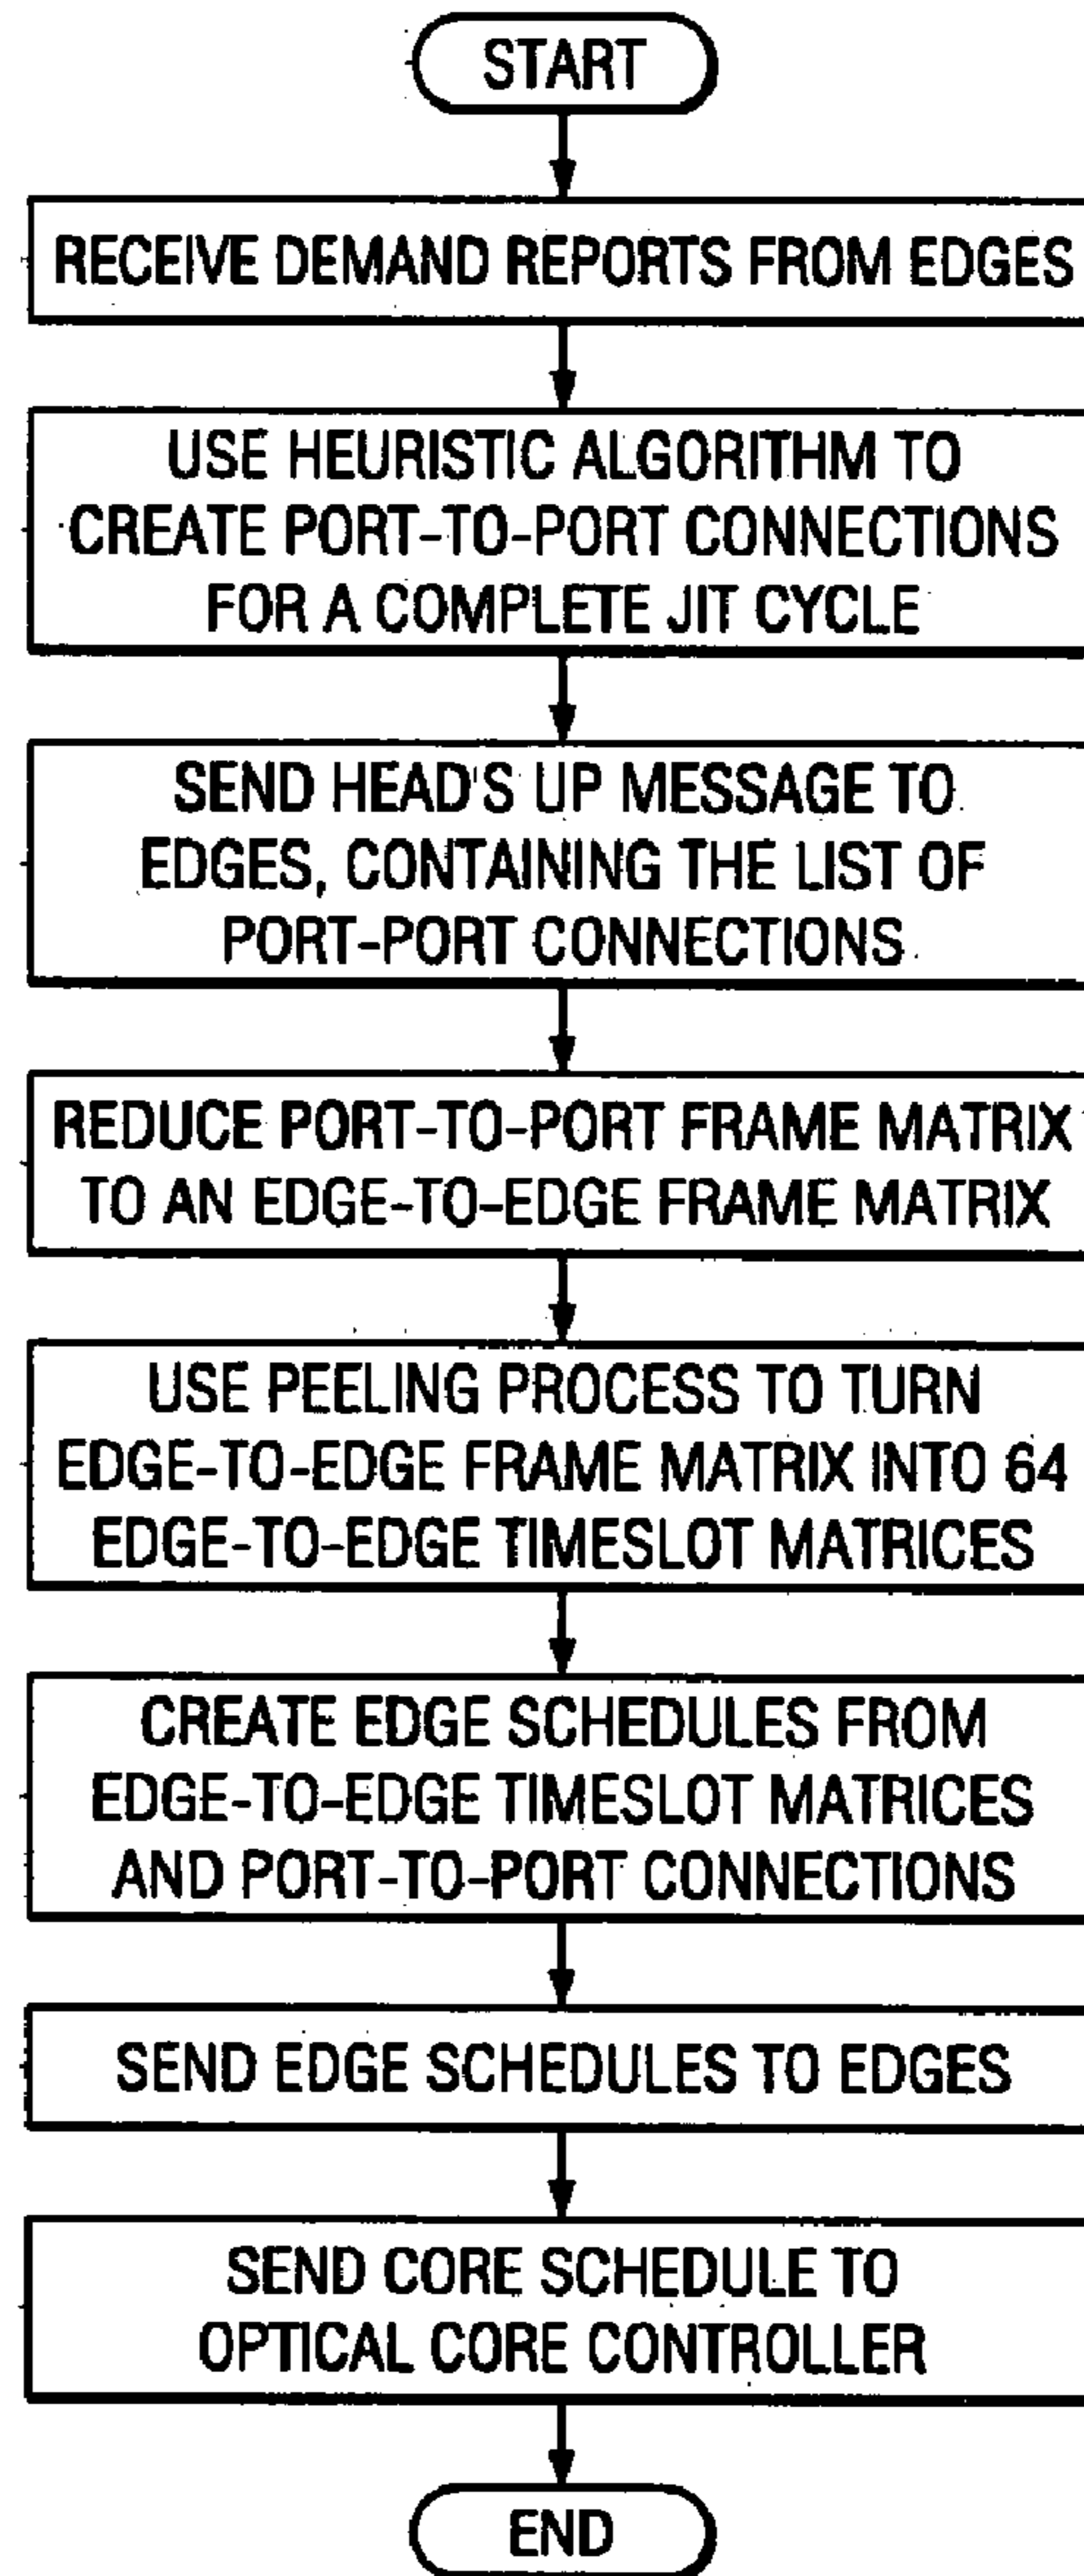 START
RECEIVE DEMAND REPORTS FROM EDGES
USE HEURISTIC ALGORITHM TO
CREATE PORT-TO-PORT CONNECTIONS
FOR A COMPLETE JIT CYCLE
SEND HEAD'S UP MESSAGE TO
EDGES, CONTAINING THE LIST OF
PORT-PORT CONNECTIONS
REDUCE PORT-TO-PORT FRAME MATRIX
TO AN EDGE-TO-EDGE FRAME MATRIX
USE PEELING PROCESS TO TURN
EDGE-TO-EDGE FRAME MATRIX INTO 64
EDGE-TO-EDGE TIMESLOT MATRICES
CREATE EDGE SCHEDULES FROM
EDGE-TO-EDGE TIMESLOT MATRICES
AND PORT-TO-PORT CONNECTIONS
SEND EDGE SCHEDULES TO EDGES
SEND CORE SCHEDULE TO
OPTICAL CORE CONTROLLER
END